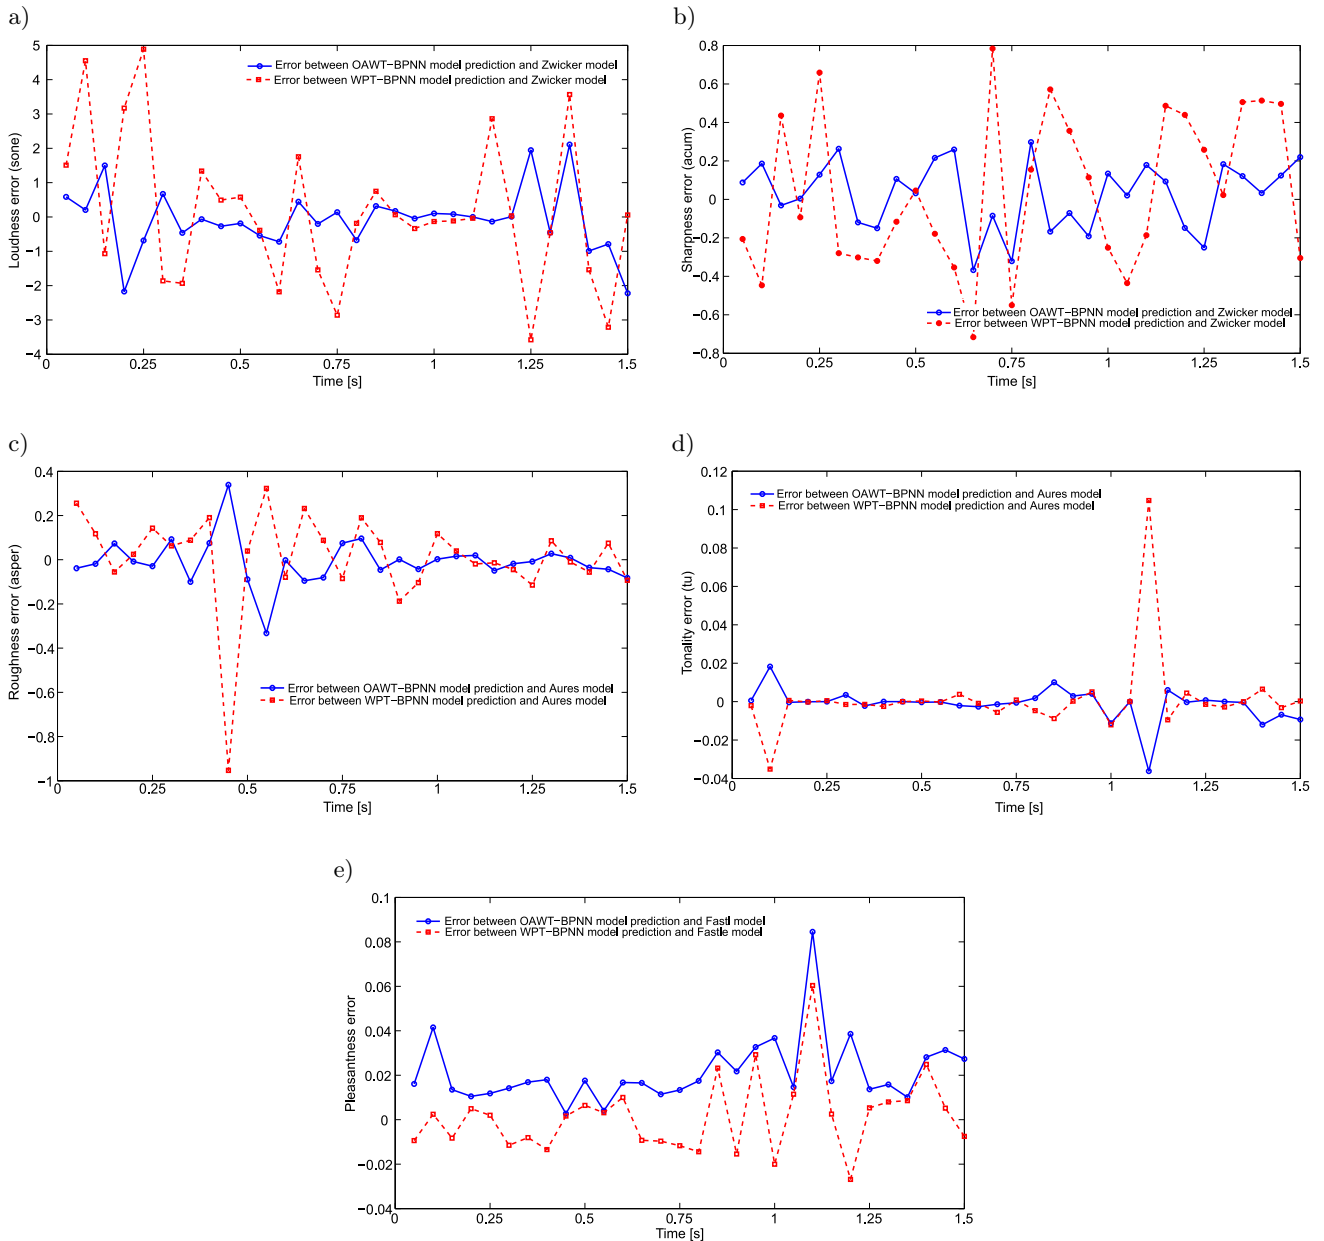 a)
5
4
3
2
1
0
−1
−2
−3
−4
Loudness error (sone)
Error between OAWT−BPNN model prediction and Zwicker model
Error between WPT−BPNN model prediction and Zwicker model
0 0.25 0.5 0.75 1 1.25 1.5
Time [s]
b)
0.8
0.6
0.4
0.2
0
−0.2
−0.4
−0.6
−0.8
Sharpness error (acum)
Error between OAWT−BPNN model prediction and Zwicker model
Error between WPT−BPNN model prediction and Zwicker model
0 0.25 0.5 0.75 1 1.25 1.5
Time [s]
c)
0.4
0.2
0
−0.2
−0.4
−0.6
−0.8
−1
Roughness error (asper)
Error between OAWT−BPNN model prediction and Aures model
Error between WPT−BPNN model prediction and Aures model
0 0.25 0.5 0.75 1 1.25 1.5
Time [s]
d)
0.12
0.1
0.08
0.06
0.04
0.02
0
−0.02
−0.04
Tonality error (tu)
Error between OAWT−BPNN model prediction and Aures model
Error between WPT−BPNN model prediction and Aures model
0 0.25 0.5 0.75 1 1.25 1.5
Time [s]
e)
0.1
0.08
0.06
0.04
0.02
0
−0.02
−0.04
Pleasantness error
Error between OAWT−BPNN model prediction and Fastl model
Error between WPT−BPNN model prediction and Fastle model
0 0.25 0.5 0.75 1 1.25 1.5
Time [s]